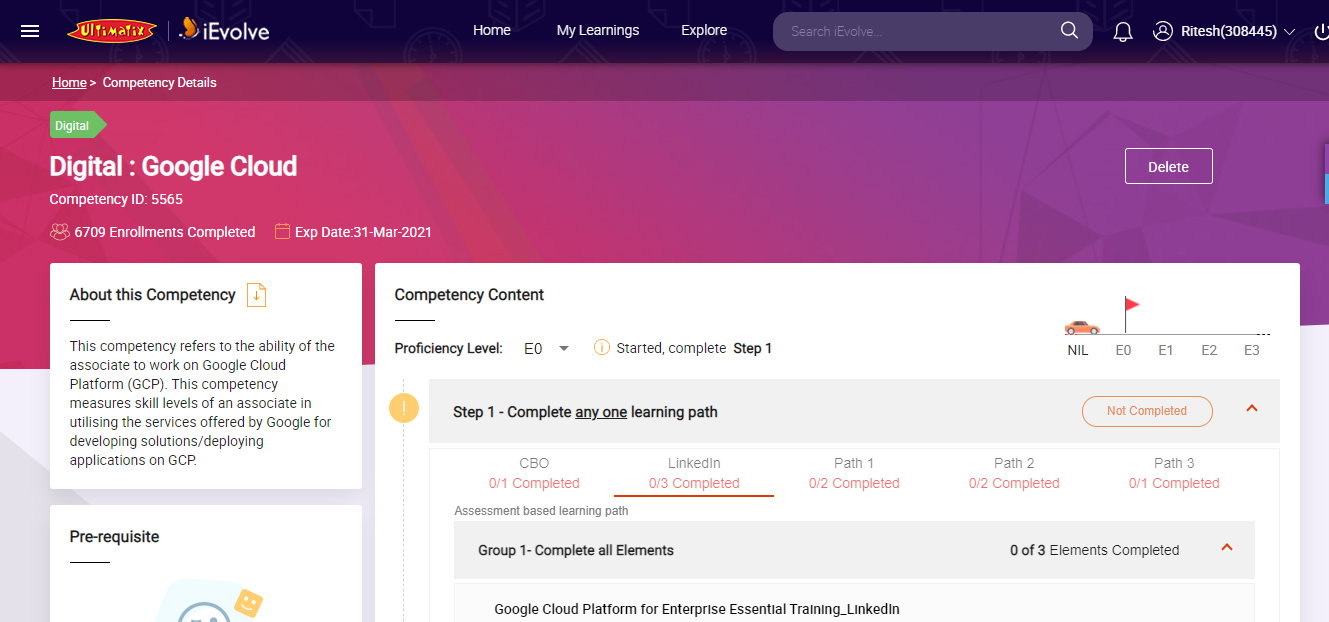 Ultimatix iEvolve Home My Learnings Explore Search iEvolve... Ritesh(308445)
Home > Competency Details
Digital
Digital : Google Cloud
Delete
Competency ID: 5565
6709 Enrollments Completed Exp Date:31-Mar-2021
About this Competency
This competency refers to the ability of the
associate to work on Google Cloud
Platform (GCP). This competency
measures skill levels of an associate in
utilising the services offered by Google for
developing solutions/deploying
applications on GCP.
Pre-requisite
Competency Content
Proficiency Level: E0 Started, complete Step 1
NIL E0 E1 E2 E3
Step 1 - Complete any one learning path Not Completed
CBO LinkedIn Path 1 Path 2 Path 3
0/1 Completed 0/3 Completed 0/2 Completed 0/2 Completed 0/1 Completed
Assessment based learning path
Group 1- Complete all Elements 0 of 3 Elements Completed
Google Cloud Platform for Enterprise Essential Training_LinkedIn